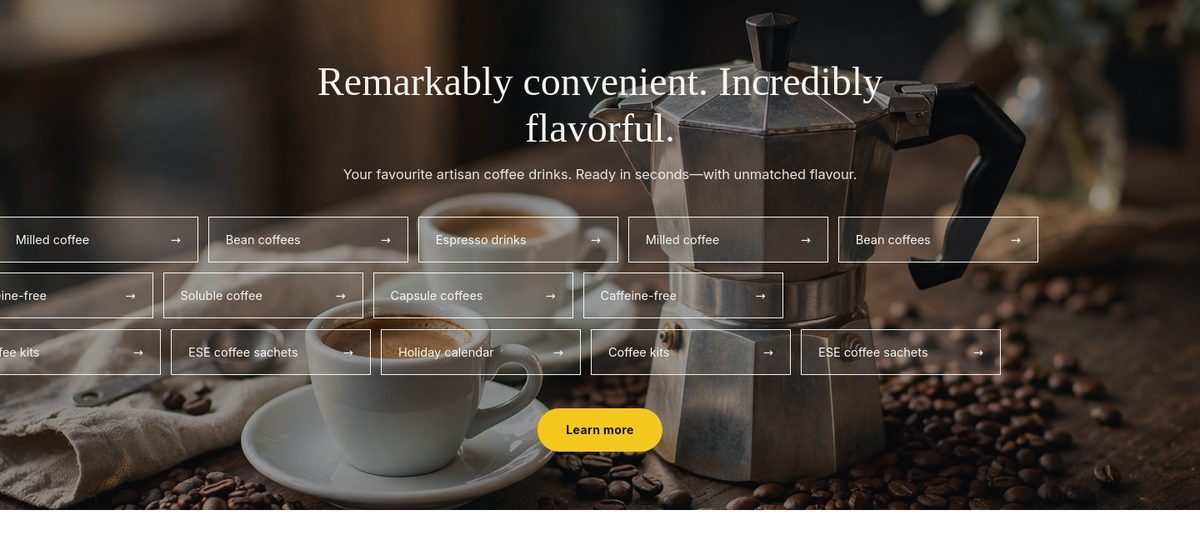 Remarkably convenient. Incredibly
flavorful.
Your favourite artisan coffee drinks. Ready in seconds—with unmatched flavour.
Milled coffee → Bean coffees → Espresso drinks → Milled coffee → Bean coffees →
ine-free → Soluble coffee → Capsule coffees → Caffeine-free →
fee kits → ESE coffee sachets → Holiday calendar → Coffee kits → ESE coffee sachets →
Learn more